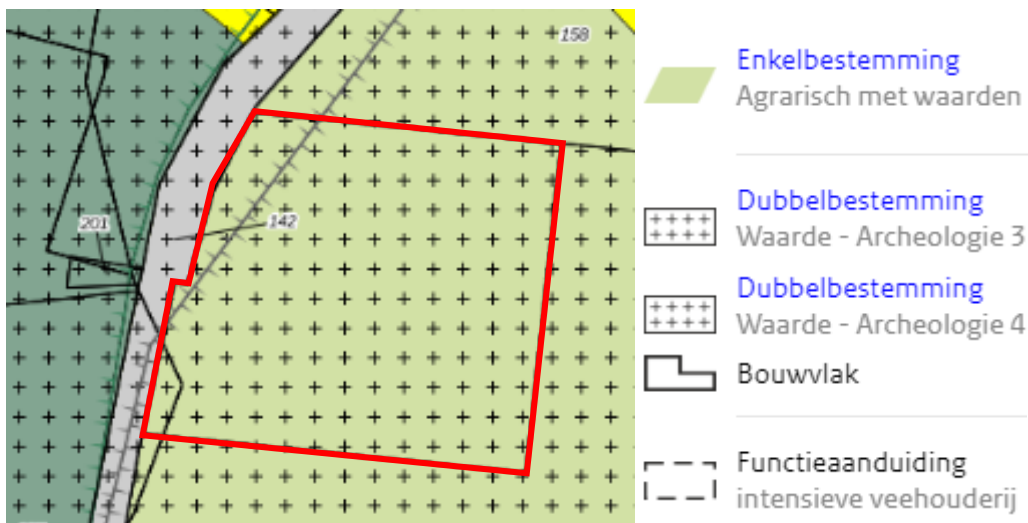 158
201
142
Enkelbestemming
Agrarisch met waarden
Dubbelbestemming
Waarde - Archeologie 3
Dubbelbestemming
Waarde - Archeologie 4
Bouwvlak
Functieaanduiding
intensieve veehouderij